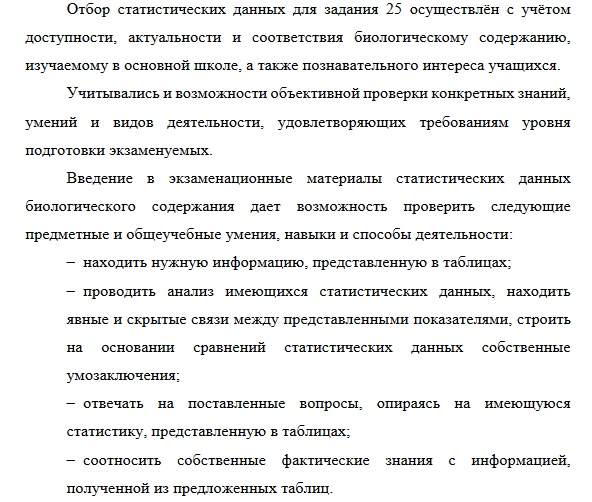 Отбор статистических данных для задания 25 осуществлён с учётом
доступности, актуальности и соответствия биологическому содержанию,
изучаемому в основной школе, а также познавательного интереса учащихся.
Учитывались и возможности объективной проверки конкретных знаний,
умений и видов деятельности, удовлетворяющих требованиям уровня
подготовки экзаменуемых.
Введение в экзаменационные материалы статистических данных
биологического содержания дает возможность проверить следующие
предметные и общеучебные умения, навыки и способы деятельности:
– находить нужную информацию, представленную в таблицах;
– проводить анализ имеющихся статистических данных, находить
явные и скрытые связи между представленными показателями, строить
на основании сравнений статистических данных собственные
умозаключения;
– отвечать на поставленные вопросы, опираясь на имеющуюся
статистику, представленную в таблицах;
– соотносить собственные фактические знания с информацией,
полученной из предложенных таблиц.